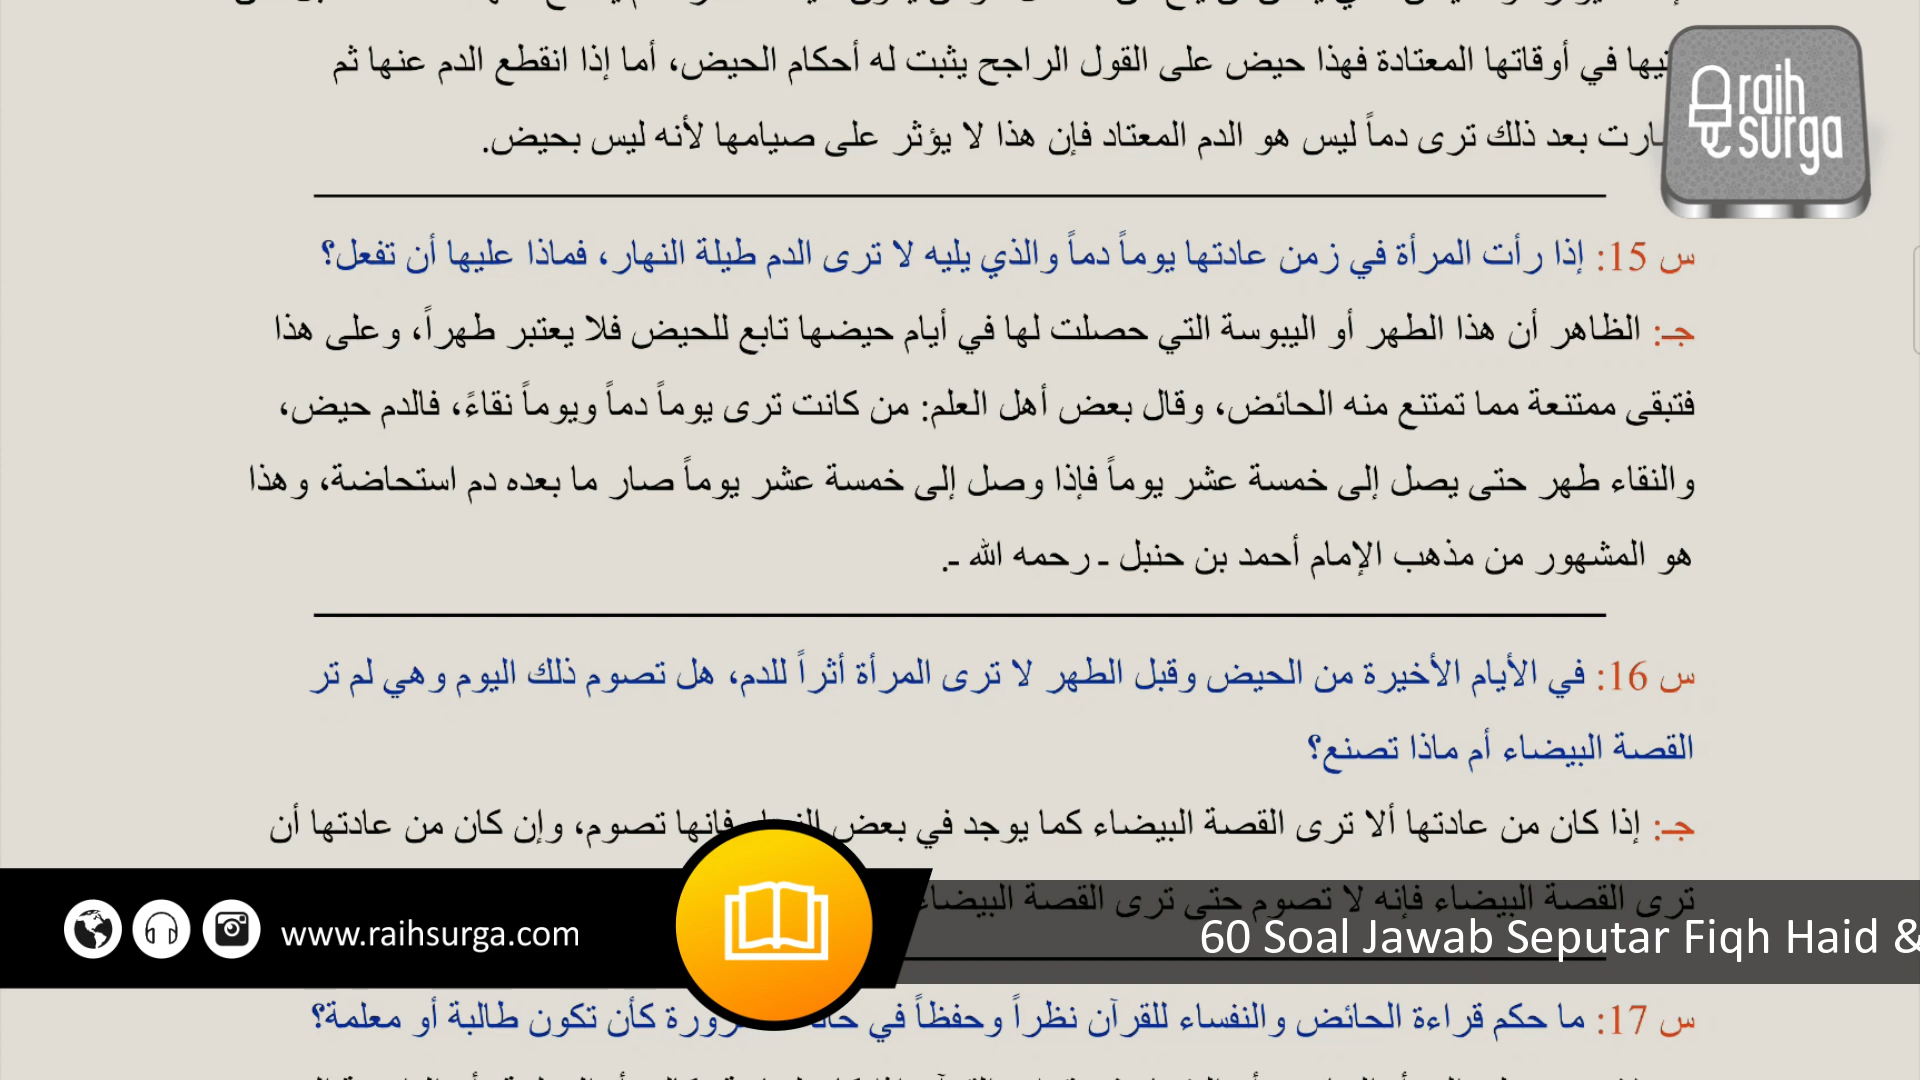 في أوقاتها المعتادة فهذا حيض على القول الراجح يثبت له أحكام الحيض، أما إذا انقطع الدم عنها ثم
بعد ذلك ترى دماً ليس هو الدم المعتاد فإن هذا لا يؤثر على صيامها لأنه ليس بحيض.
raih
surga
س 15: إذا رأت المرأة في زمن عادتها يوماً دماً والذي يليه لا ترى الدم طيلة النهار، فماذا عليها أن تفعل؟
جـ: الظاهر أن هذا الطهر أو اليبوسة التي حصلت لها في أيام حيضها تابع للحيض فلا يعتبر طهراً، وعلى هذا
فتبقى ممتنعة مما تمتنع منه الحائض، وقال بعض أهل العلم: من كانت ترى يوماً دماً ويوماً نقاءً، فالدم حيض،
والنقاء طهر حتى يصل إلى خمسة عشر يوماً فإذا وصل إلى خمسة عشر يوماً صار ما بعده دم استحاضة، وهذا
هو المشهور من مذهب الإمام أحمد بن حنبل ـ رحمه الله ـ.
س 16: في الأيام الأخيرة من الحيض وقبل الطهر لا ترى المرأة أثراً للدم، هل تصوم ذلك اليوم وهي لم تر
القصة البيضاء أم ماذا تصنع؟
جـ: إذا كان من عادتها ألا ترى القصة البيضاء كما يوجد في بعض فإنها تصوم، وإن كان من عادتها أن
ترى القصة البيضاء فإنه لا تصوم حتى ترى القصة البيضاء
www.raihsurga.com
60 Soal Jawab Seputar Fiqh Haid &
س 17: ما حكم قراءة الحائض والنفساء للقرآن نظراً وحفظاً في كأن تكون طالبة أو معلمة؟